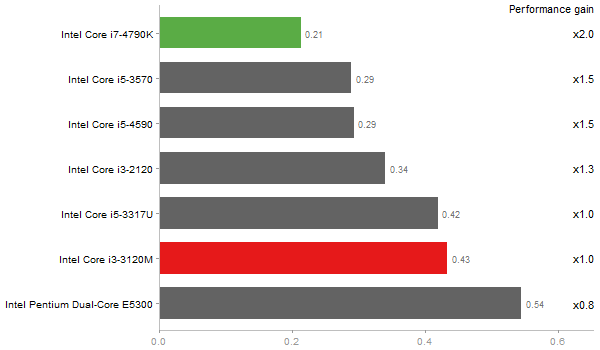 Performance gain
Intel Core i7-4790K 0.21 x2.0
Intel Core i5-3570 0.29 x1.5
Intel Core i5-4590 0.29 x1.5
Intel Core i3-2120 0.34 x1.3
Intel Core i5-3317U 0.42 x1.0
Intel Core i3-3120M 0.43 x1.0
Intel Pentium Dual-Core E5300 0.54 x0.8
0.0 0.2 0.4 0.6